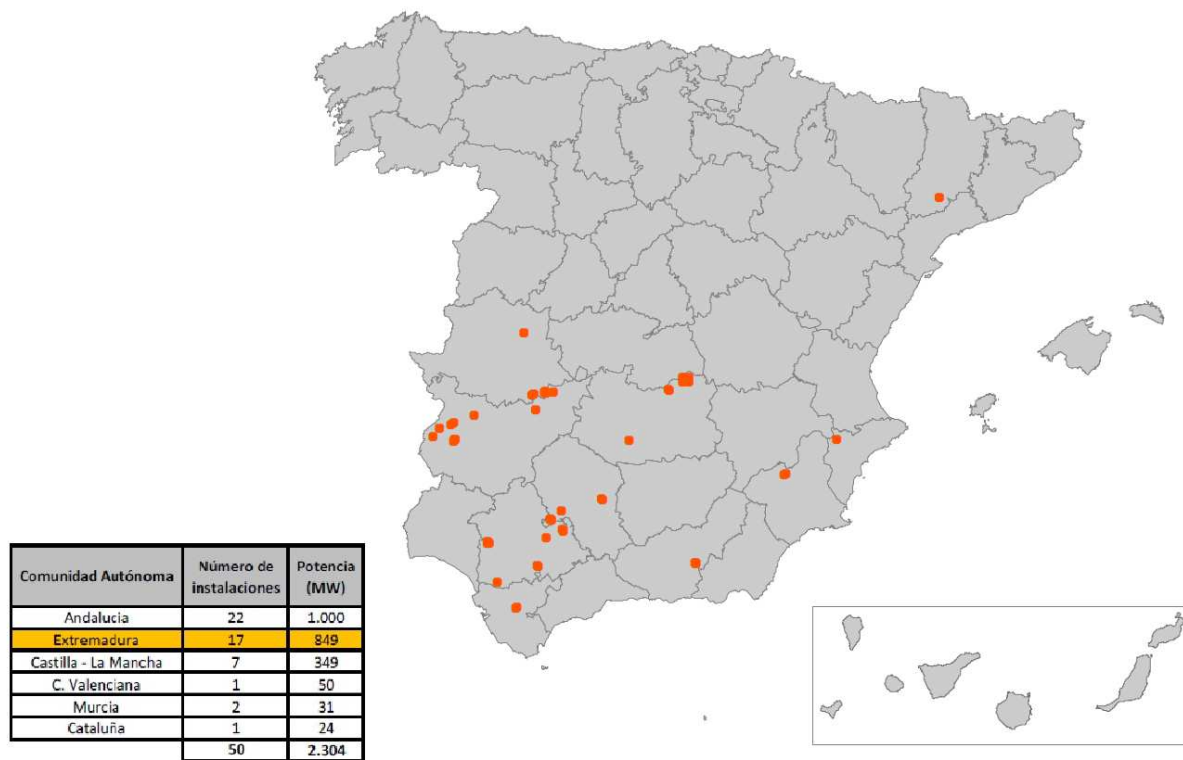 Comunidad Autónoma Número de instalaciones Potencia (MW)
Andalucia 22 1.000
Extremadura 17 849
Castilla - La Mancha 7 349
C. Valenciana 1 50
Murcia 2 31
Cataluña 1 24
50 2.304